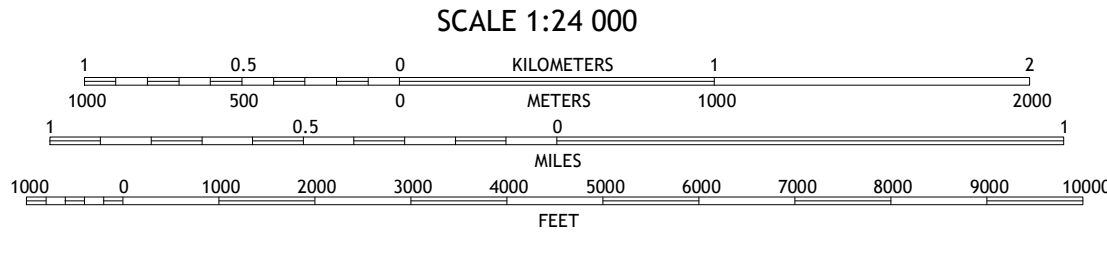 SCALE 1:24 000
1 0.5 0 KILOMETERS 1 2
1000 500 0 METERS 1000 2000
1 0.5 0 1
MILES
1000 0 1000 2000 3000 4000 5000 6000 7000 8000 9000 10000
FEET